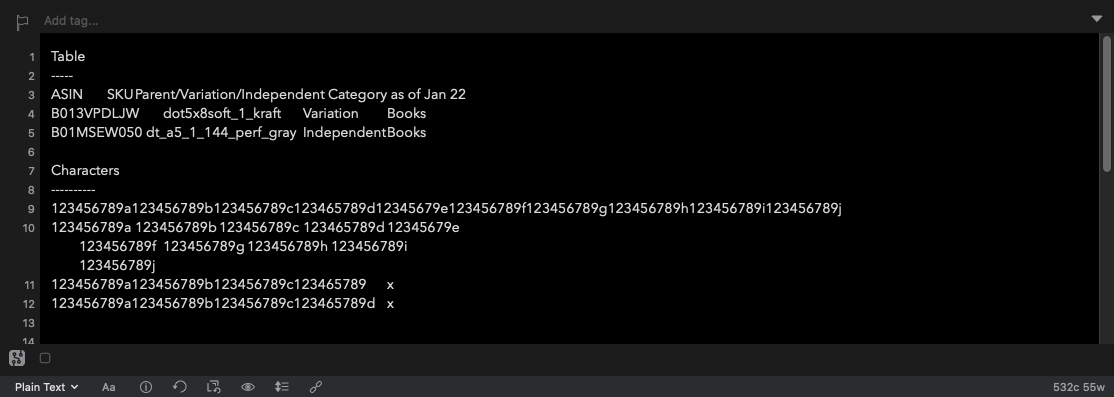 Add tag...
1 Table
2 -----
3 ASIN SKU Parent/Variation/Independent Category as of Jan 22
4 B013VPDLJW dot5x8soft_1_kraft Variation Books
5 B01MSEW050 dt_a5_1_144_perf_gray Independent Books
6
7 Characters
8 ----------
9 123456789a123456789b123456789c123465789d12345679e123456789f123456789g123456789h123456789i123456789j
10 123456789a 123456789b 123456789c 123465789d 12345679e
123456789f 123456789g 123456789h 123456789i
123456789j
11 123456789a123456789b123456789c123465789 x
12 123456789a123456789b123456789c123465789d x
13
14
Plain Text Aa 532c 55w